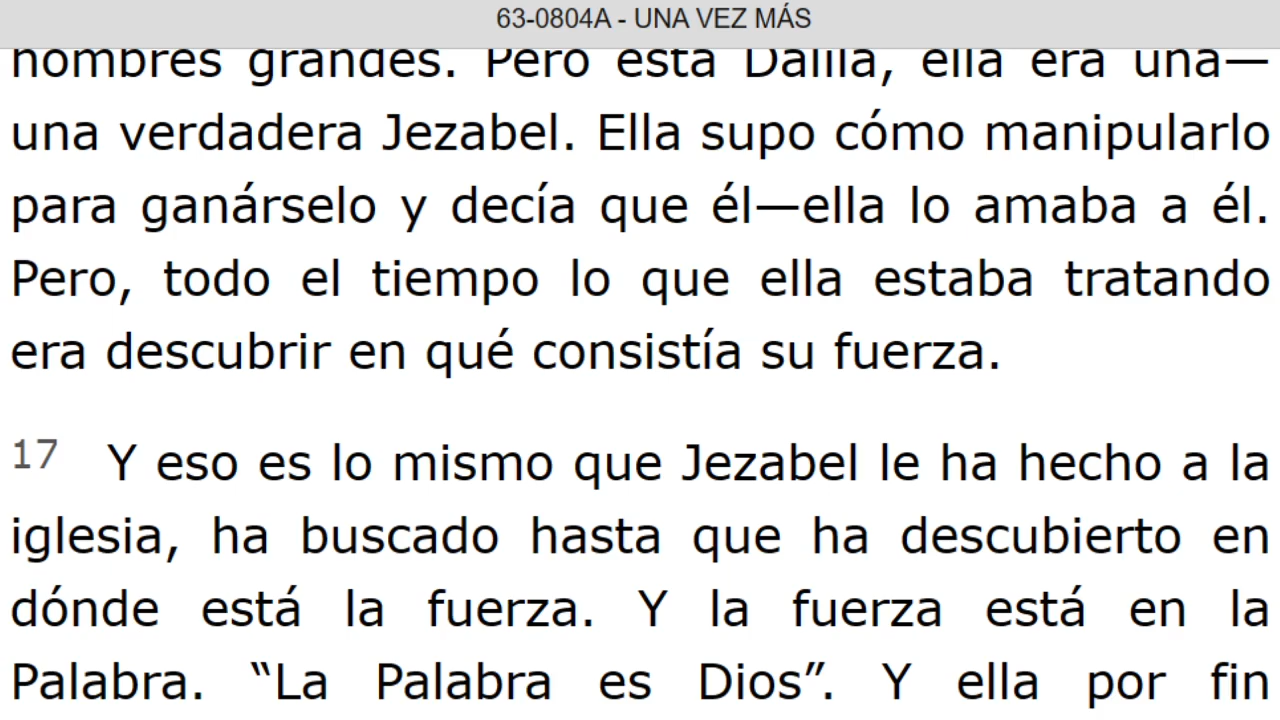 63-0804A - UNA VEZ MÁS
hombres grandes. Pero esta Dalila, ella era una—
una verdadera Jezabel. Ella supo cómo manipularlo
para ganárselo y decía que él—ella lo amaba a él.
Pero, todo el tiempo lo que ella estaba tratando
era descubrir en qué consistía su fuerza.
17 Y eso es lo mismo que Jezabel le ha hecho a la
iglesia, ha buscado hasta que ha descubierto en
dónde está la fuerza. Y la fuerza está en la
Palabra. “La Palabra es Dios”. Y ella por fin